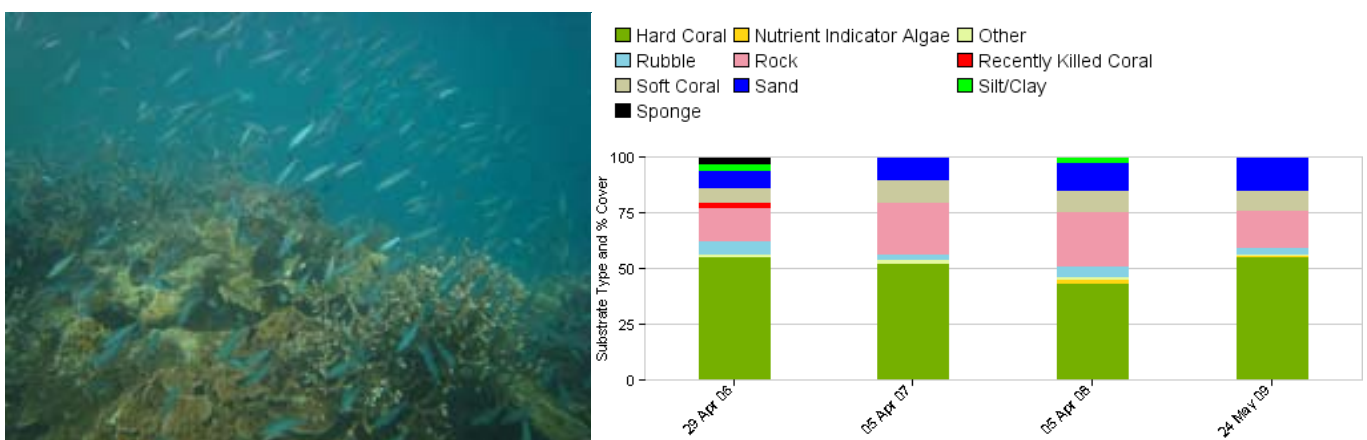 Hard Coral Nutrient Indicator Algae Other
Rubble Rock Recently Killed Coral
Soft Coral Sand Silt/Clay
Sponge
Substrate Type and % Cover
100
75
50
25
0
29 Apr 06 05 Apr 07 05 Apr 08 24 May 09